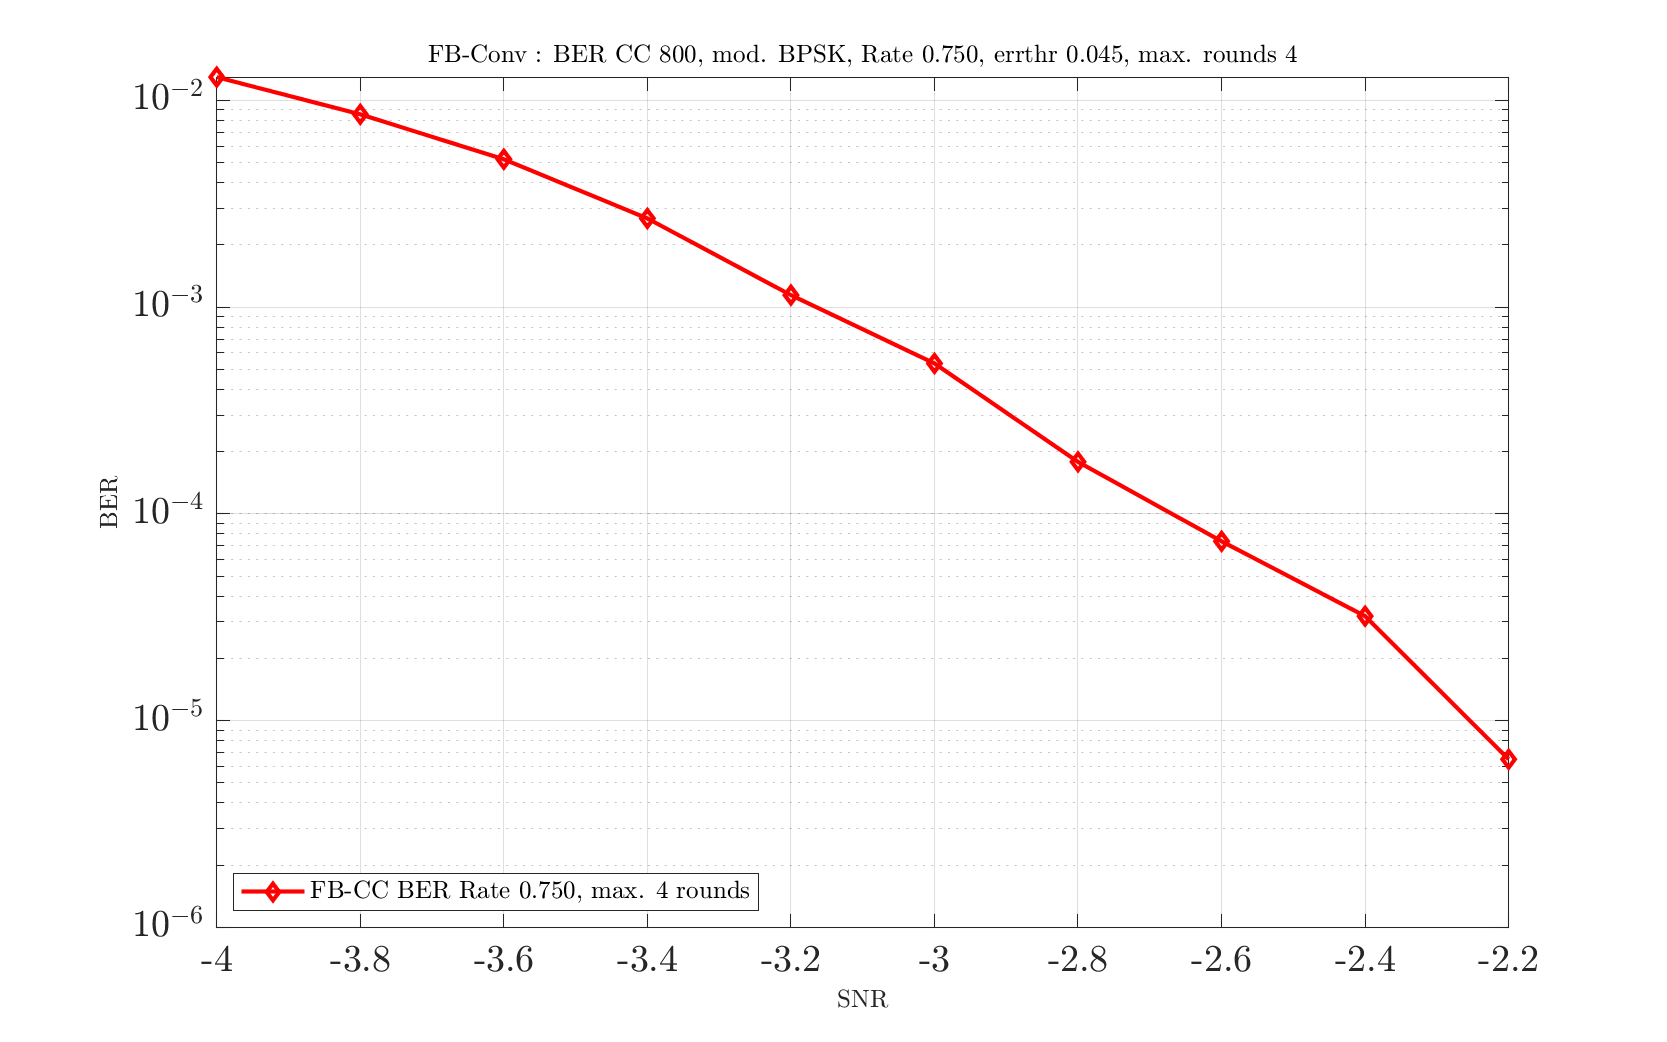 FB-Conv : BER CC 800, mod. BPSK, Rate 0.750, errthr 0.045, max. rounds 4
10^{-2}
10^{-3}
10^{-4}
10^{-5}
10^{-6}
BER
FB-CC BER Rate 0.750, max. 4 rounds
-4 -3.8 -3.6 -3.4 -3.2 -3 -2.8 -2.6 -2.4 -2.2
SNR